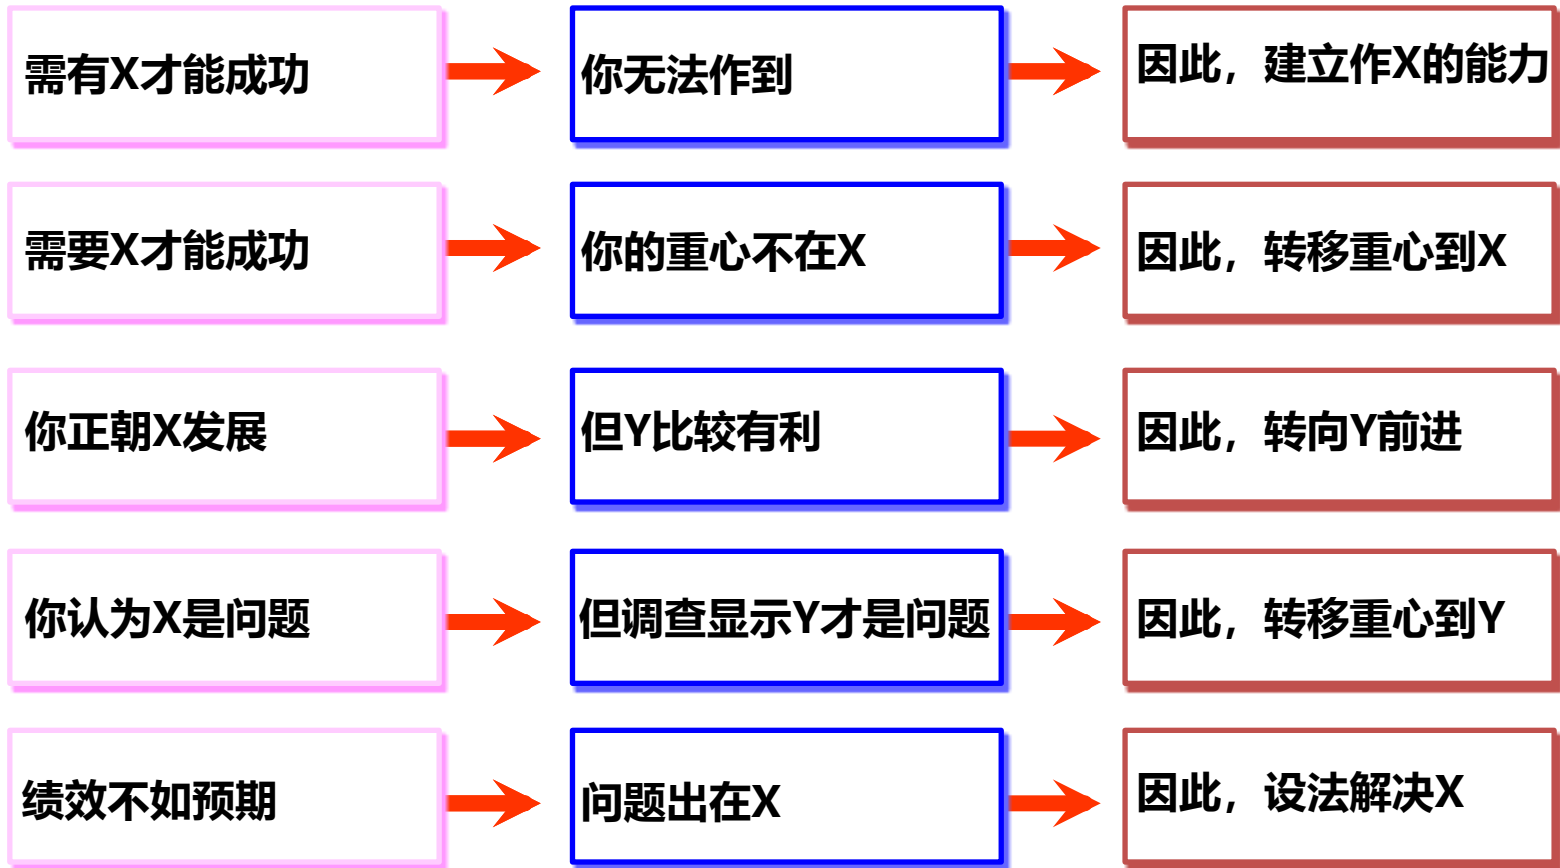 需有X才能成功
你无法作到
因此，建立作X的能力
需要X才能成功
你的重心不在X
因此，转移重心到X
你正朝X发展
但Y比较有利
因此，转向Y前进
你认为X是问题
但调查显示Y才是问题
因此，转移重心到Y
绩效不如预期
问题出在X
因此，设法解决X